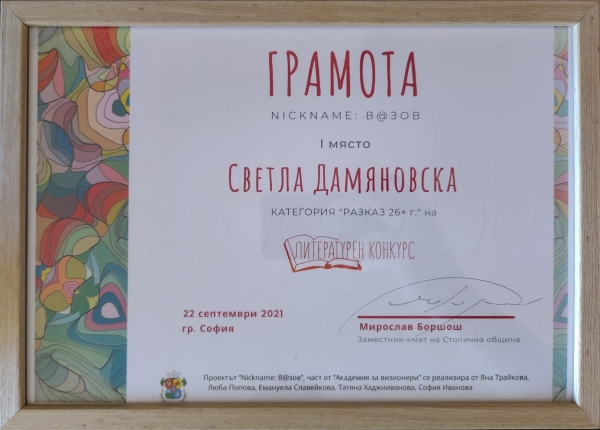 ГРАМОТА
NICKNAME: В@ЗОВ
I място
СВЕТЛА ДАМЯНОВСКА
КАТЕГОРИЯ "РАЗКАЗ 26+ г." на
ЛИТЕРАТУРЕН КОНКУРС
22 септември 2021
гр. София
Мирослав Боршош
Заместник-кмет на Столична община
Проектът "Nickname: В@зов", част от "Академия за визионери" се реализира от Яна Трайкова,
Люба Попова, Емануела Славейкова, Татяна Хаджииванова, София Иванова